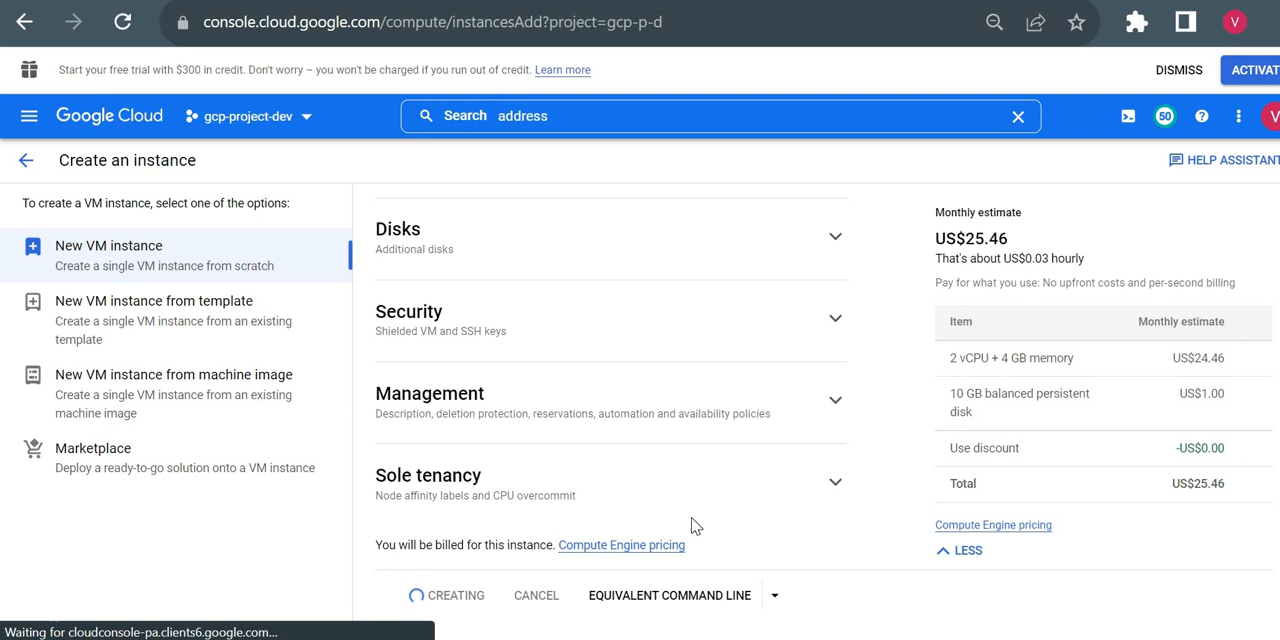 console.cloud.google.com/compute/instancesAdd?project=gcp-p-d
V
Start your free trial with $300 in credit. Don't worry – you won't be charged if you run out of credit. Learn more
DISMISS
ACTIVAT
Google Cloud
gcp-project-dev
Search address
50
V
Create an instance
HELP ASSISTANT
To create a VM instance, select one of the options:
New VM instance
Create a single VM instance from scratch
New VM instance from template
Create a single VM instance from an existing
template
New VM instance from machine image
Create a single VM instance from an existing
machine image
Marketplace
Deploy a ready-to-go solution onto a VM instance
Disks
Additional disks
Security
Shielded VM and SSH keys
Management
Description, deletion protection, reservations, automation and availability policies
Sole tenancy
Node affinity labels and CPU overcommit
You will be billed for this instance. Compute Engine pricing
CREATING
CANCEL
EQUIVALENT COMMAND LINE
Monthly estimate
US$25.46
That's about US$0.03 hourly
Pay for what you use: No upfront costs and per-second billing
Item Monthly estimate
2 vCPU + 4 GB memory US$24.46
10 GB balanced persistent US$1.00
disk
Use discount -US$0.00
Total US$25.46
Compute Engine pricing
LESS
Waiting for cloudconsole-pa.clients6.google.com...